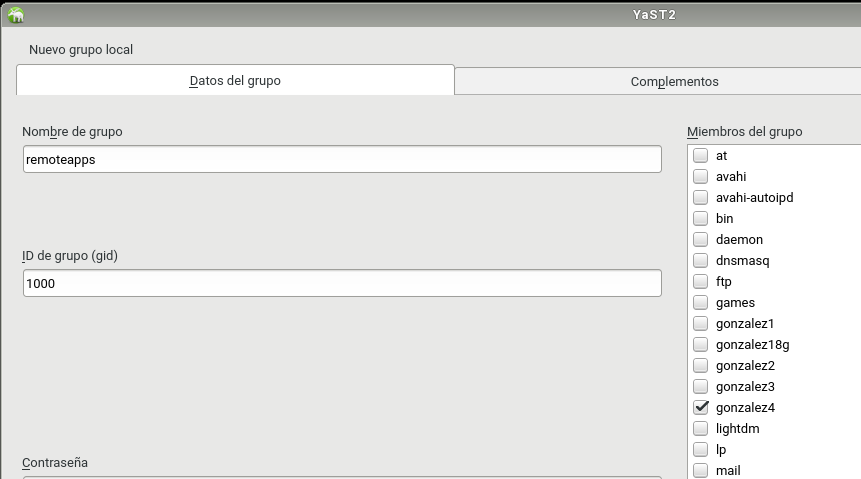 YaST2
Nuevo grupo local
Datos del grupo
Complementos
Nombre de grupo
remoteapps
ID de grupo (gid)
1000
Contraseña
Miembros del grupo
at
avahi
avahi-autoipd
bin
daemon
dnsmasq
ftp
games
gonzalez1
gonzalez18g
gonzalez2
gonzalez3
gonzalez4
lightdm
lp
mail